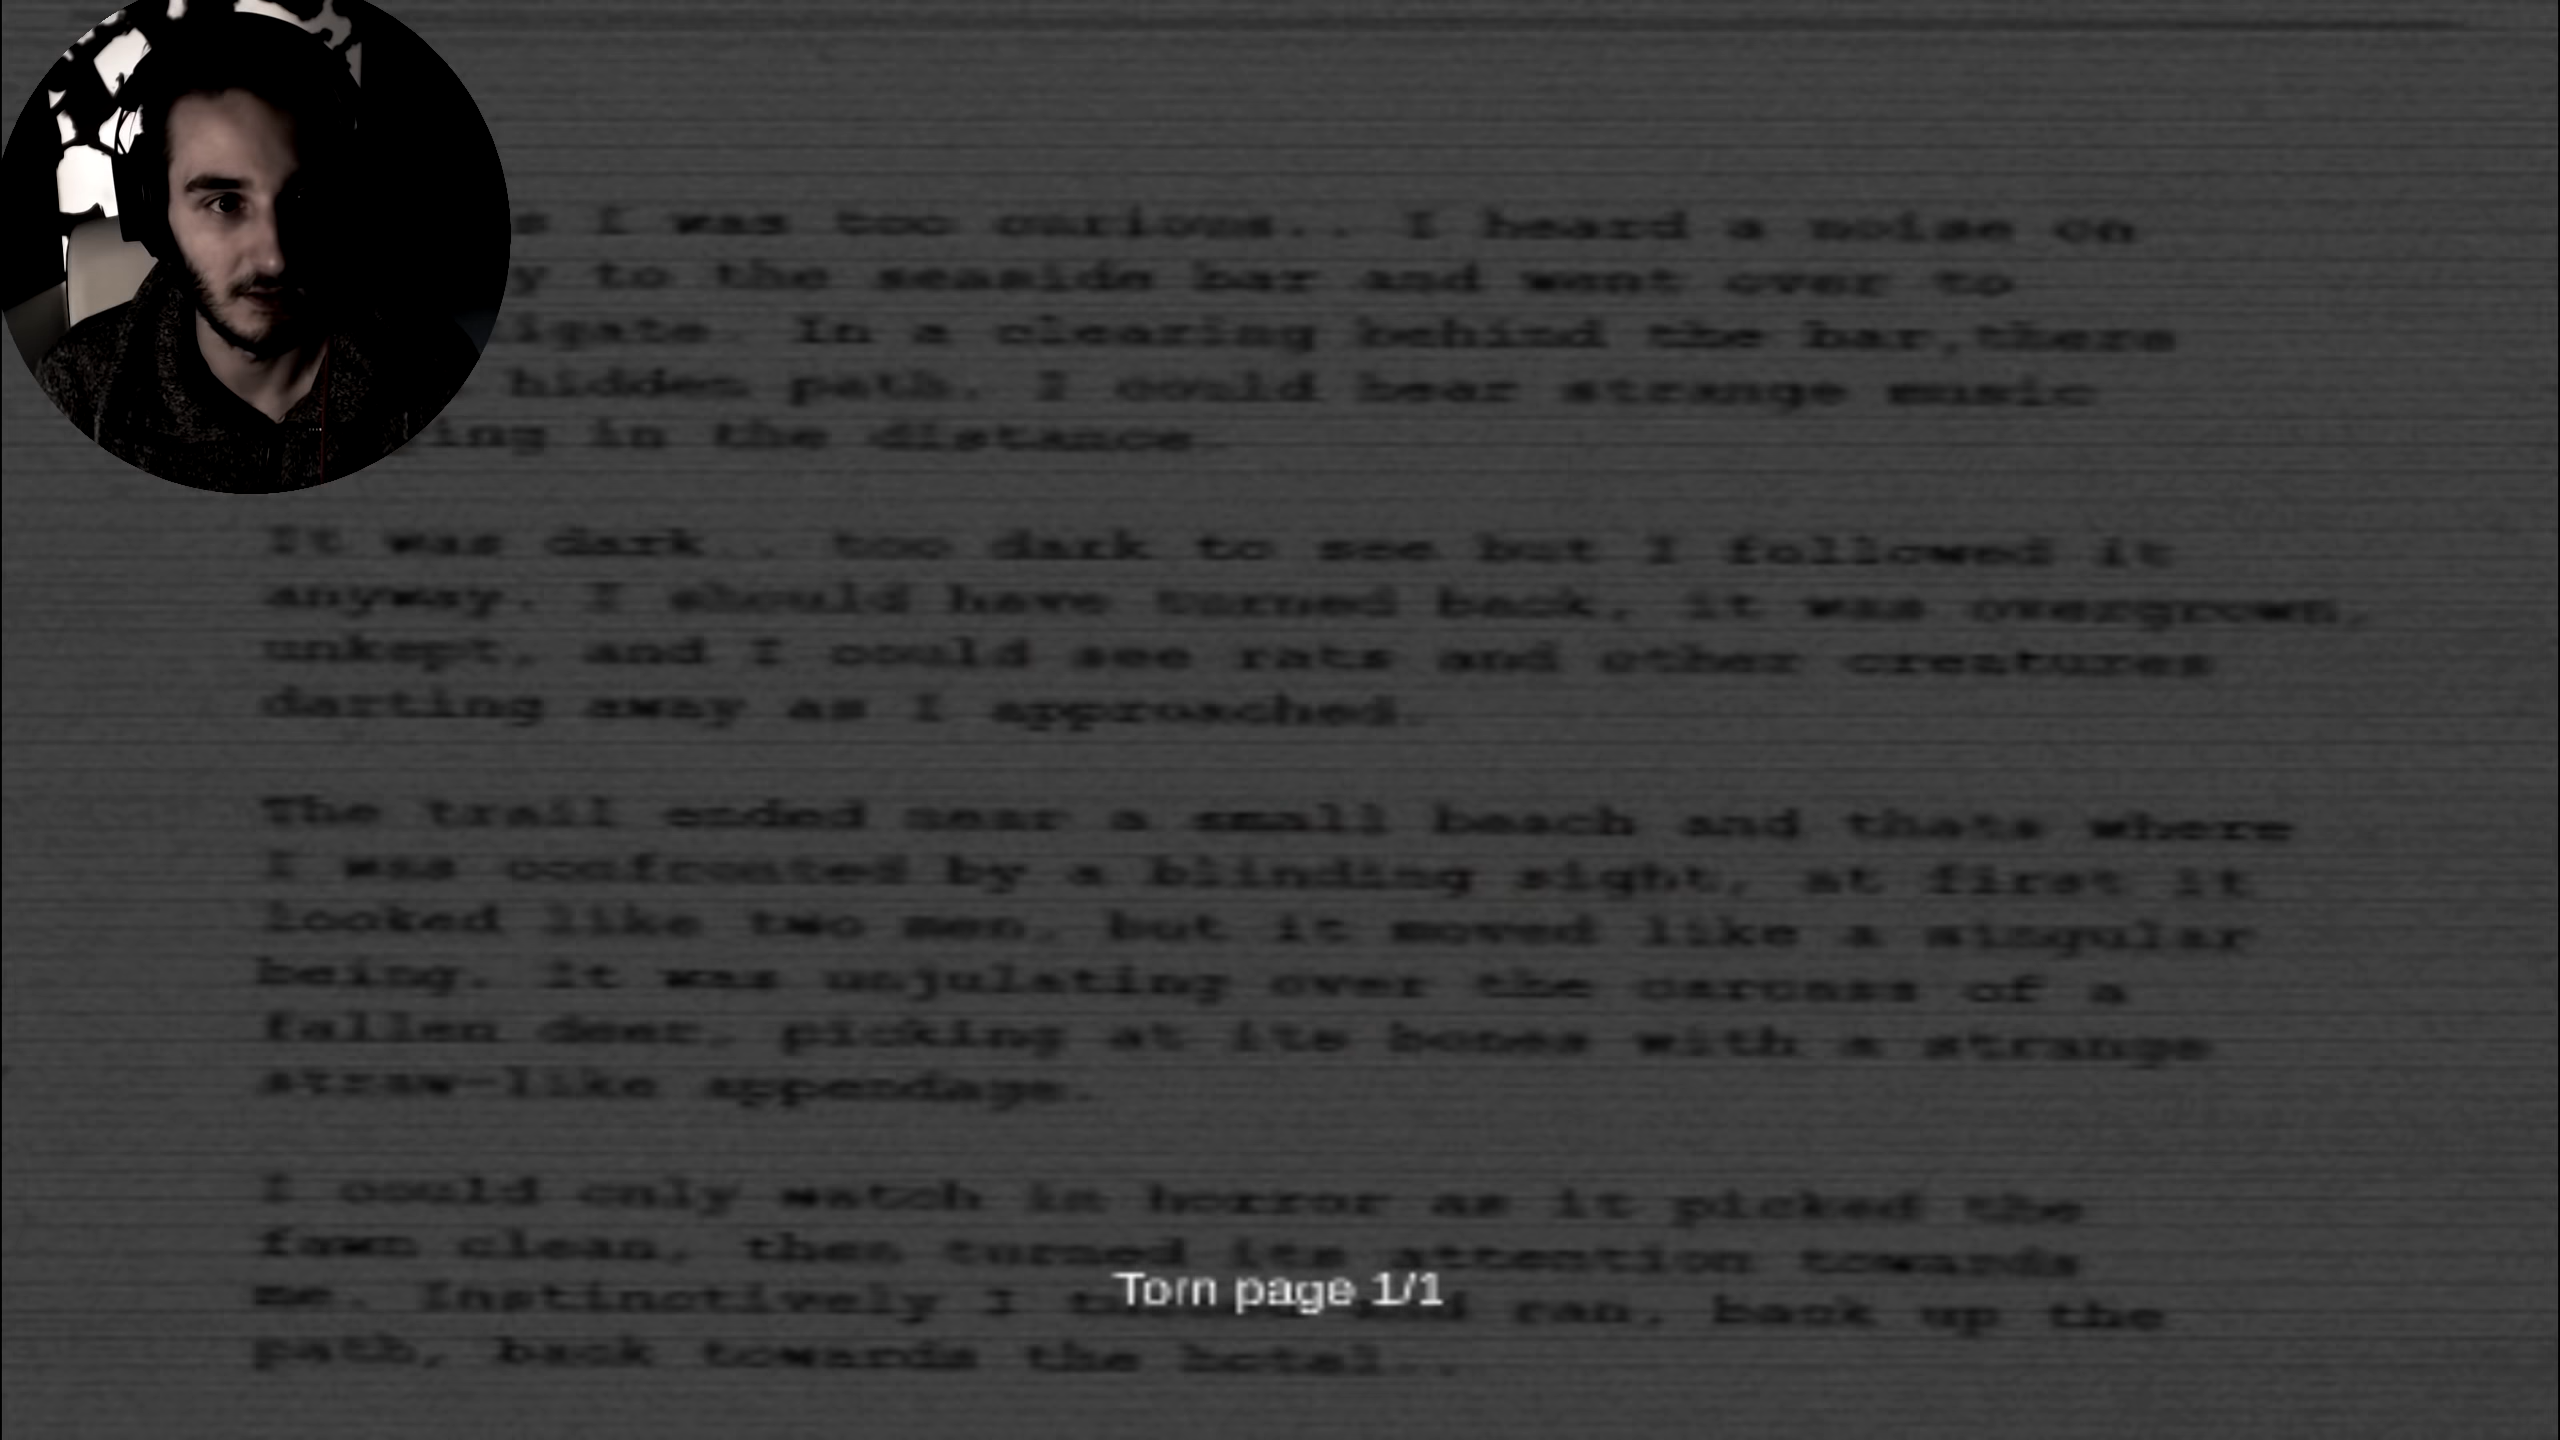 s I was too curious.. I heard a noise on
y to the seaside bar and went over to
igate. In a clearing behind the bar,there
hidden path. I could hear strange music
ing in the distance.
It was dark.. too dark to see but I followed it
anyway. I should have turned back, it was overgrown,
unkept, and I could see rats and other creatures
darting away as I approached.
The trail ended near a small beach and thats where
I was confronted by a blinding sight, at first it
looked like two men, but it moved like a singular
being. It was unjulating over the carcass of a
fallen deer, picking at its bones with a strange
straw-like appendage.
I could only watch in horror as it picked the
fawn clean, then turned its attention towards
me. Instinctively I ran, back up the
path, back towards the hotel..
Torn page 1/1